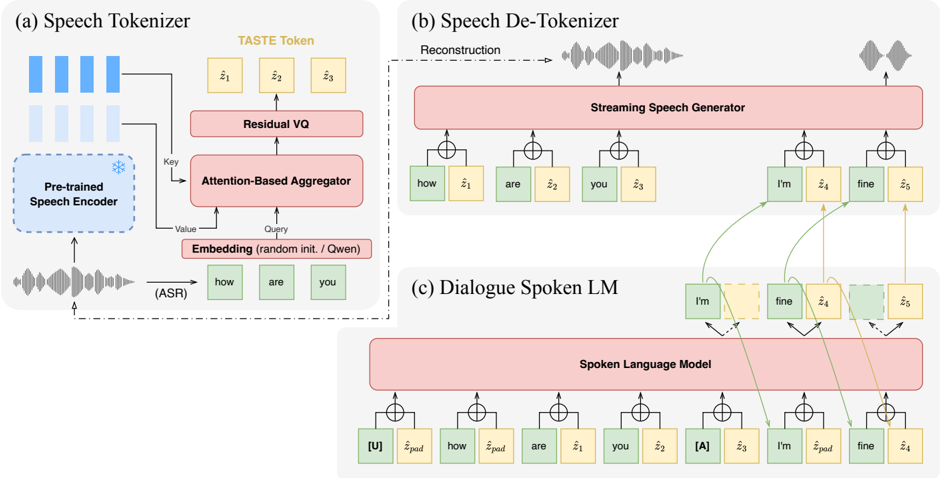 (a) Speech Tokenizer
TASTE Token
ẑ₁ ẑ₂ ẑ₃
Residual VQ
Key
Attention-Based Aggregator
Pre-trained
Speech Encoder
Value
Query
Embedding (random init. / Qwen)
(ASR)
how are you
(b) Speech De-Tokenizer
Reconstruction
Streaming Speech Generator
how ẑ₁ are ẑ₂ you ẑ₃ I'm ẑ₄ fine ẑ₅
(c) Dialogue Spoken LM
I'm fine ẑ₄ ẑ₅
Spoken Language Model
[U] ẑ_pad how ẑ_pad are ẑ₁ you ẑ₂ [A] ẑ₃ I'm ẑ_pad fine ẑ₄